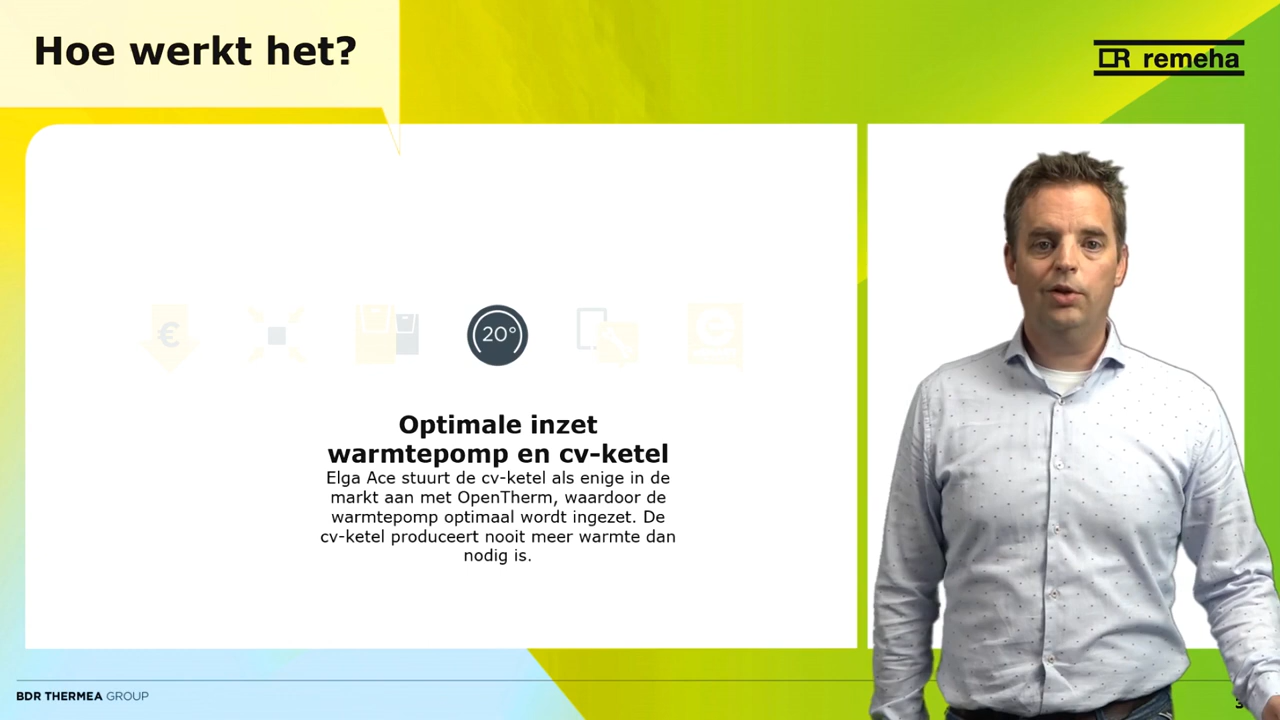 Hoe werkt het?
remeha
€
20°
Optimale inzet
warmtepomp en cv-ketel
Elga Ace stuurt de cv-ketel als enige in de
markt aan met OpenTherm, waardoor de
warmtepomp optimaal wordt ingezet. De
cv-ketel produceert nooit meer warmte dan
nodig is.
BDR THERMEA GROUP